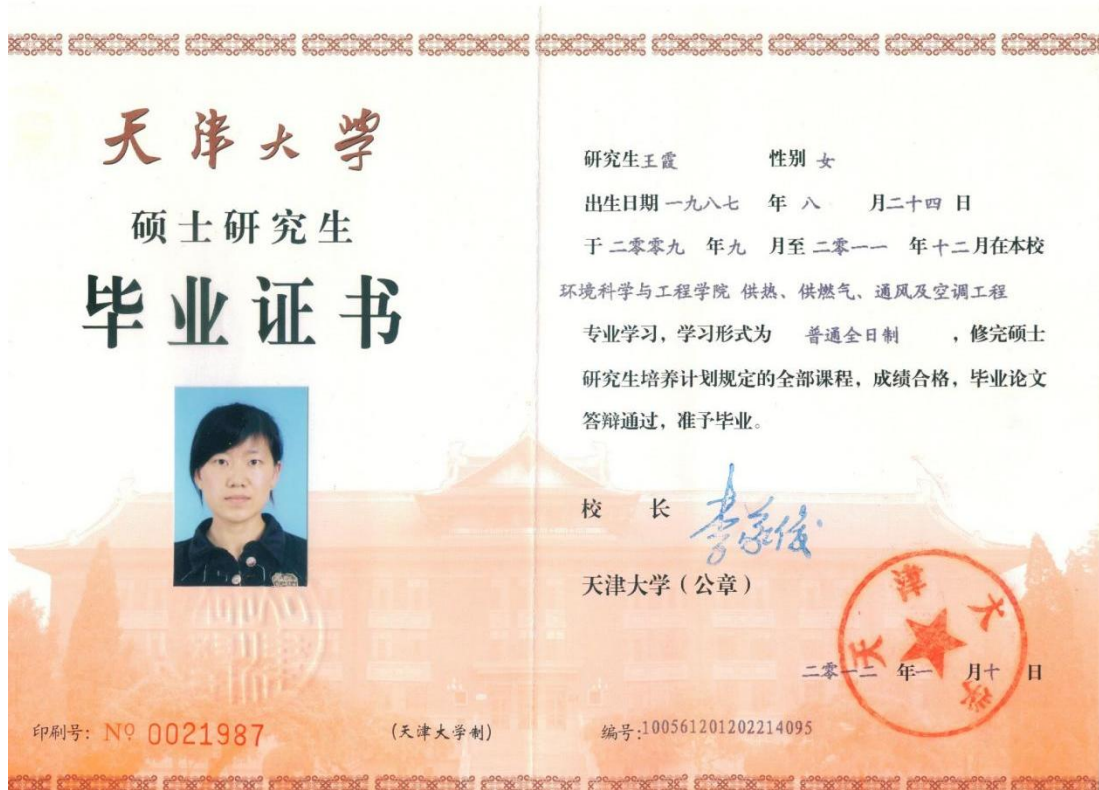 天津大学
硕士研究生
毕业证书
印刷号: Nº 0021987
(天津大学制)
研究生王霞 性别 女
出生日期一九八七 年 八 月二十四 日
于 二零零九 年九 月至 二零一一 年十二月在本校
环境科学与工程学院 供热、供燃气、通风及空调工程
专业学习，学习形式为 普通全日制 ，修完硕士
研究生培养计划规定的全部课程，成绩合格，毕业论文
答辩通过，准予毕业。
校 长 李家俊
天津大学（公章）
天津大学
二零一二 年一 月十 日
编号:100561201202214095